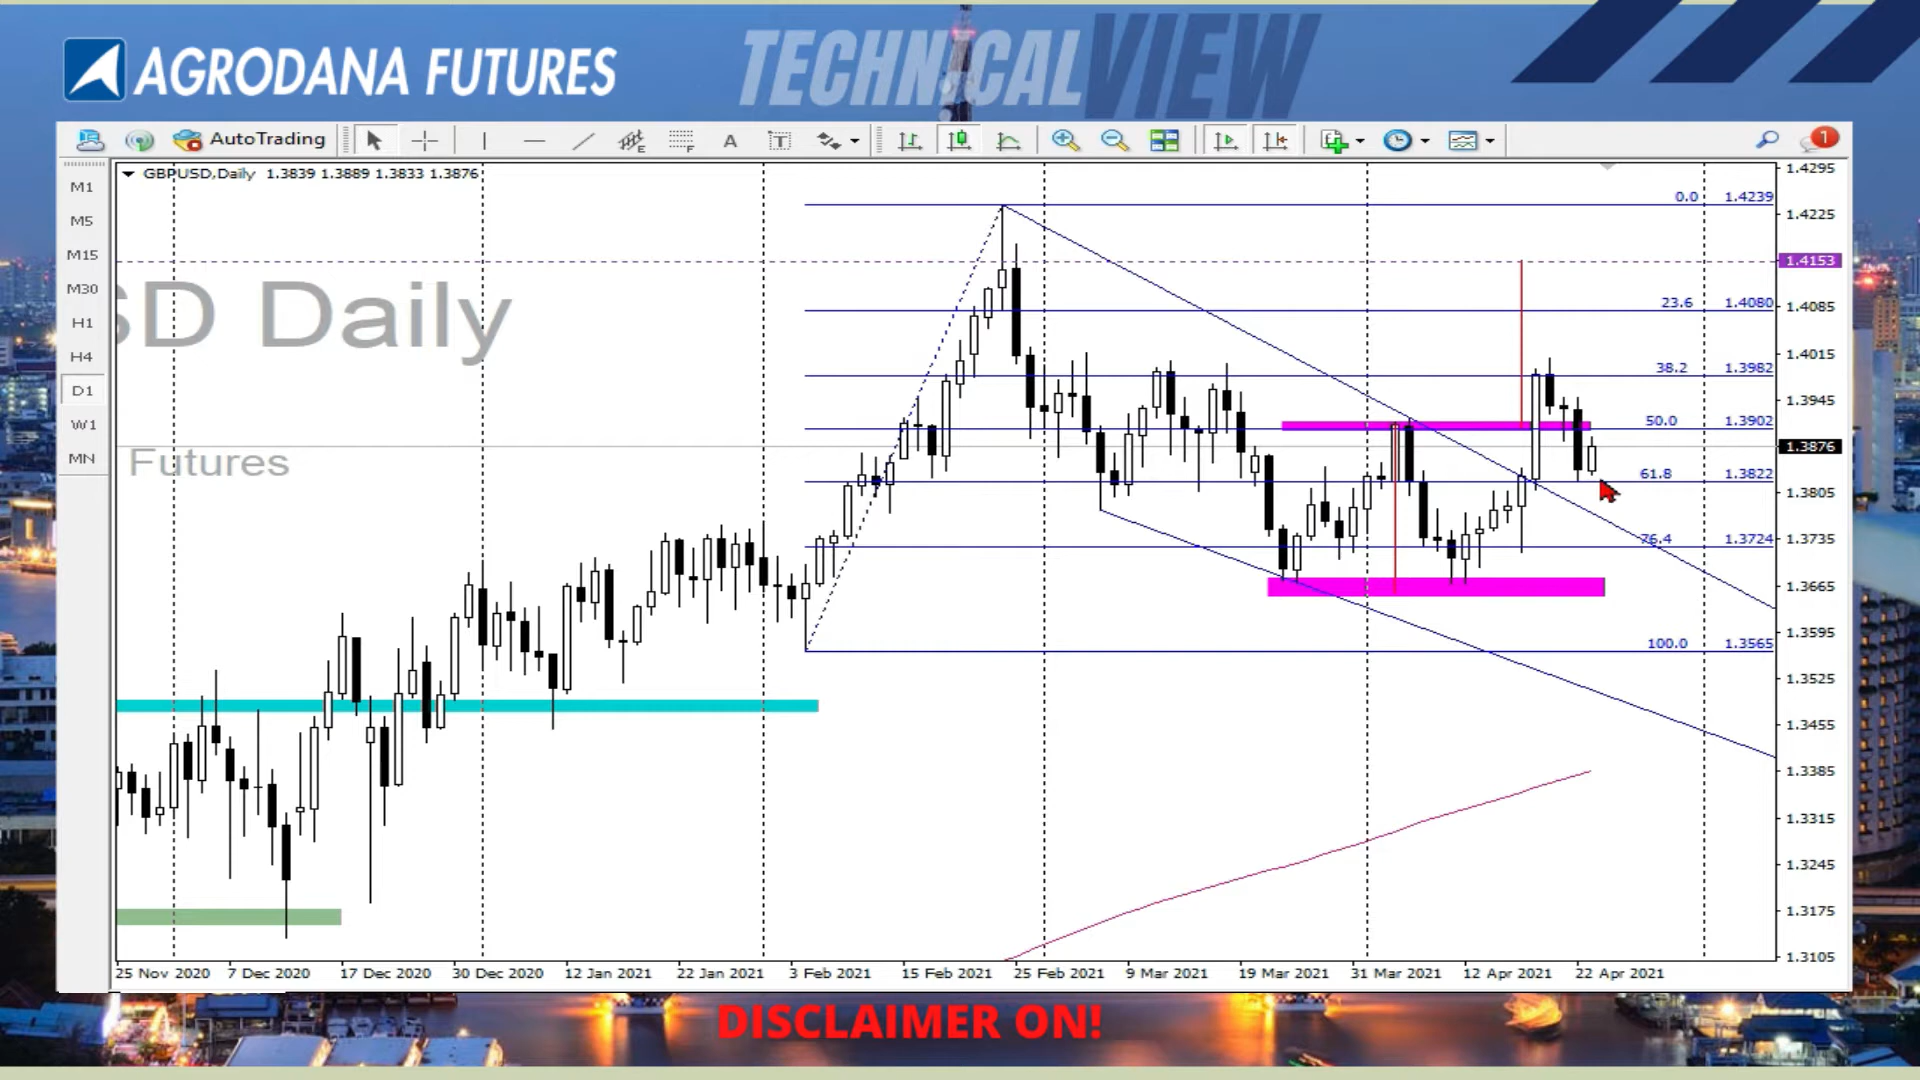 AGRODANA FUTURES
TECHNICAL VIEW
AutoTrading
E
F
A
T
1
M1
M5
M15
M30
H1
H4
D1
W1
MN
GBPUSD,Daily 1.3839 1.3889 1.3833 1.3876
SD Daily
Futures
0.0 1.4239
23.6 1.4080
38.2 1.3982
50.0 1.3902
61.8 1.3822
76.4 1.3724
100.0 1.3565
1.4295
1.4225
1.4153
1.4085
1.4015
1.3945
1.3876
1.3805
1.3735
1.3665
1.3595
1.3525
1.3455
1.3385
1.3315
1.3245
1.3175
1.3105
25 Nov 2020 7 Dec 2020 17 Dec 2020 30 Dec 2020 12 Jan 2021 22 Jan 2021 3 Feb 2021 15 Feb 2021 25 Feb 2021 9 Mar 2021 19 Mar 2021 31 Mar 2021 12 Apr 2021 22 Apr 2021
DISCLAIMER ON!